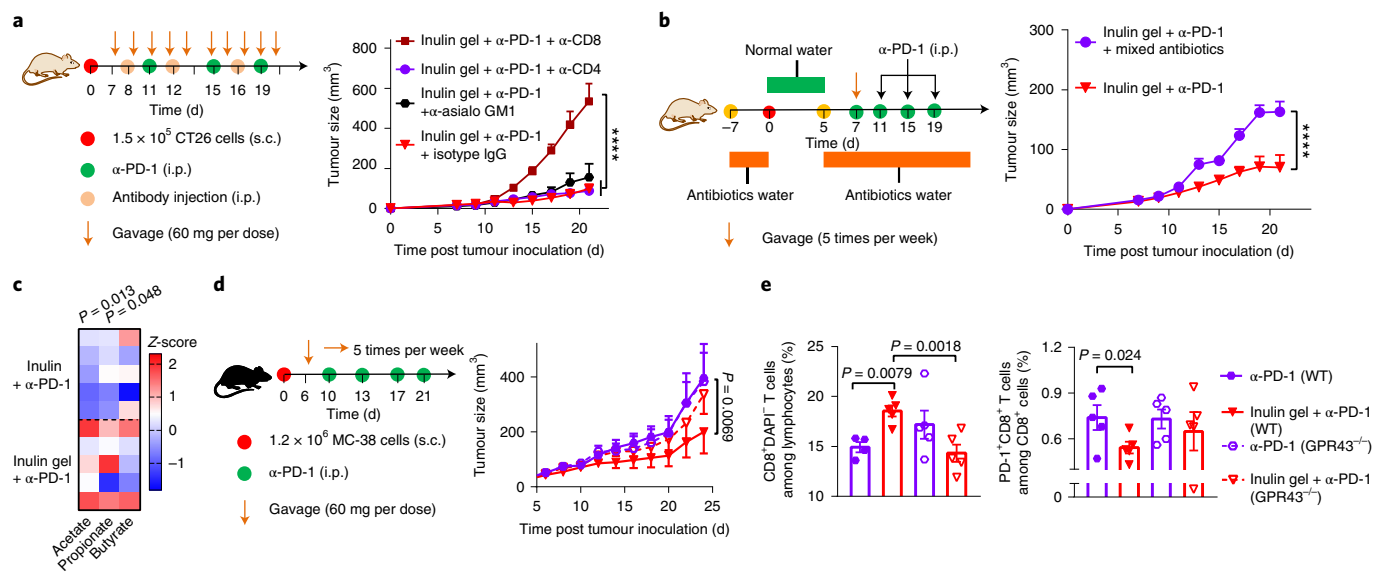 a
0 7 8 11 12 15 16 19
Time (d)
1.5 × 10⁵ CT26 cells (s.c.)
α-PD-1 (i.p.)
Antibody injection (i.p.)
Gavage (60 mg per dose)
Tumour size (mm³)
800
600
400
200
0
0 5 10 15 20
Time post tumour inoculation (d)
Inulin gel + α-PD-1 + α-CD8
Inulin gel + α-PD-1 + α-CD4
Inulin gel + α-PD-1
+α-asialo GM1
Inulin gel + α-PD-1
+ isotype IgG
****
b
Normal water
α-PD-1 (i.p.)
–7 0 5 7 11 15 19
Time (d)
Antibiotics water
Antibiotics water
Gavage (5 times per week)
Tumour size (mm³)
300
200
100
0
0 5 10 15 20
Time post tumour inoculation (d)
Inulin gel + α-PD-1
+ mixed antibiotics
Inulin gel + α-PD-1
****
c
P = 0.013
P = 0.048
Inulin
+ α-PD-1
Inulin gel
+ α-PD-1
Z-score
2
1
0
−1
Acetate
Propionate
Butyrate
d
5 times per week
0 6 10 13 17 21
Time (d)
1.2 × 10⁶ MC-38 cells (s.c.)
α-PD-1 (i.p.)
Gavage (60 mg per dose)
Tumour size (mm³)
400
200
0
5 10 15 20 25
Time post tumour inoculation (d)
P = 0.0069
e
CD8⁺DAPI⁻ T cells
among lymphocytes (%)
25
20
15
10
P = 0.0079
P = 0.0018
PD-1⁺CD8⁺ T cells
among CD8⁺ cells (%)
1.2
0.9
0.6
0
P = 0.024
α-PD-1 (WT)
Inulin gel + α-PD-1
(WT)
α-PD-1 (GPR43⁻/⁻)
Inulin gel + α-PD-1
(GPR43⁻/⁻)